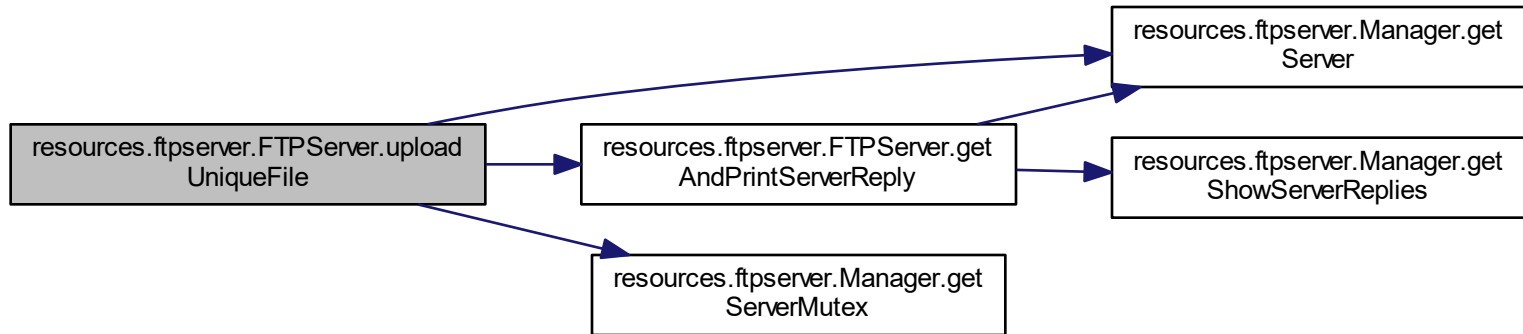 resources.ftpserver.FTPServer.upload
UniqueFile
resources.ftpserver.FTPServer.get
AndPrintServerReply
resources.ftpserver.Manager.get
ServerMutex
resources.ftpserver.Manager.get
Server
resources.ftpserver.Manager.get
ShowServerReplies